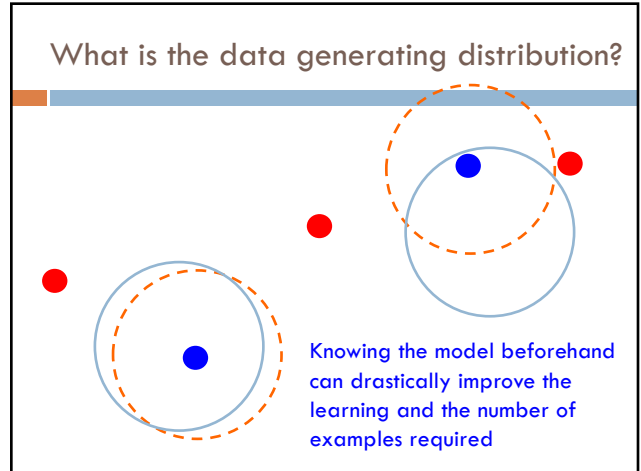 What is the data generating distribution?
Knowing the model beforehand
can drastically improve the
learning and the number of
examples required